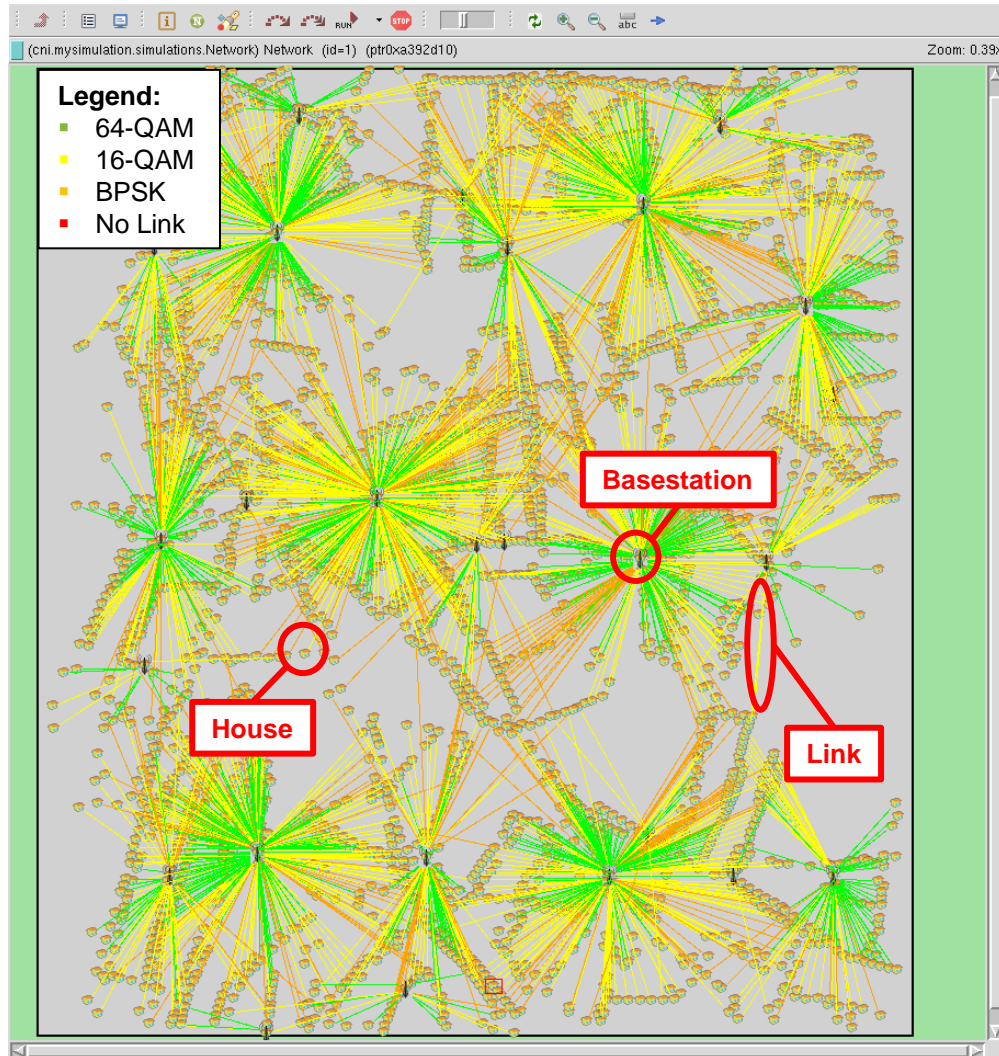 RUN
STOP
abc
(cni.mysimulation.simulations.Network) Network (id=1) (ptr0xa392d10)
Zoom: 0.39x
Legend:
64-QAM
16-QAM
BPSK
No Link
Basestation
House
Link